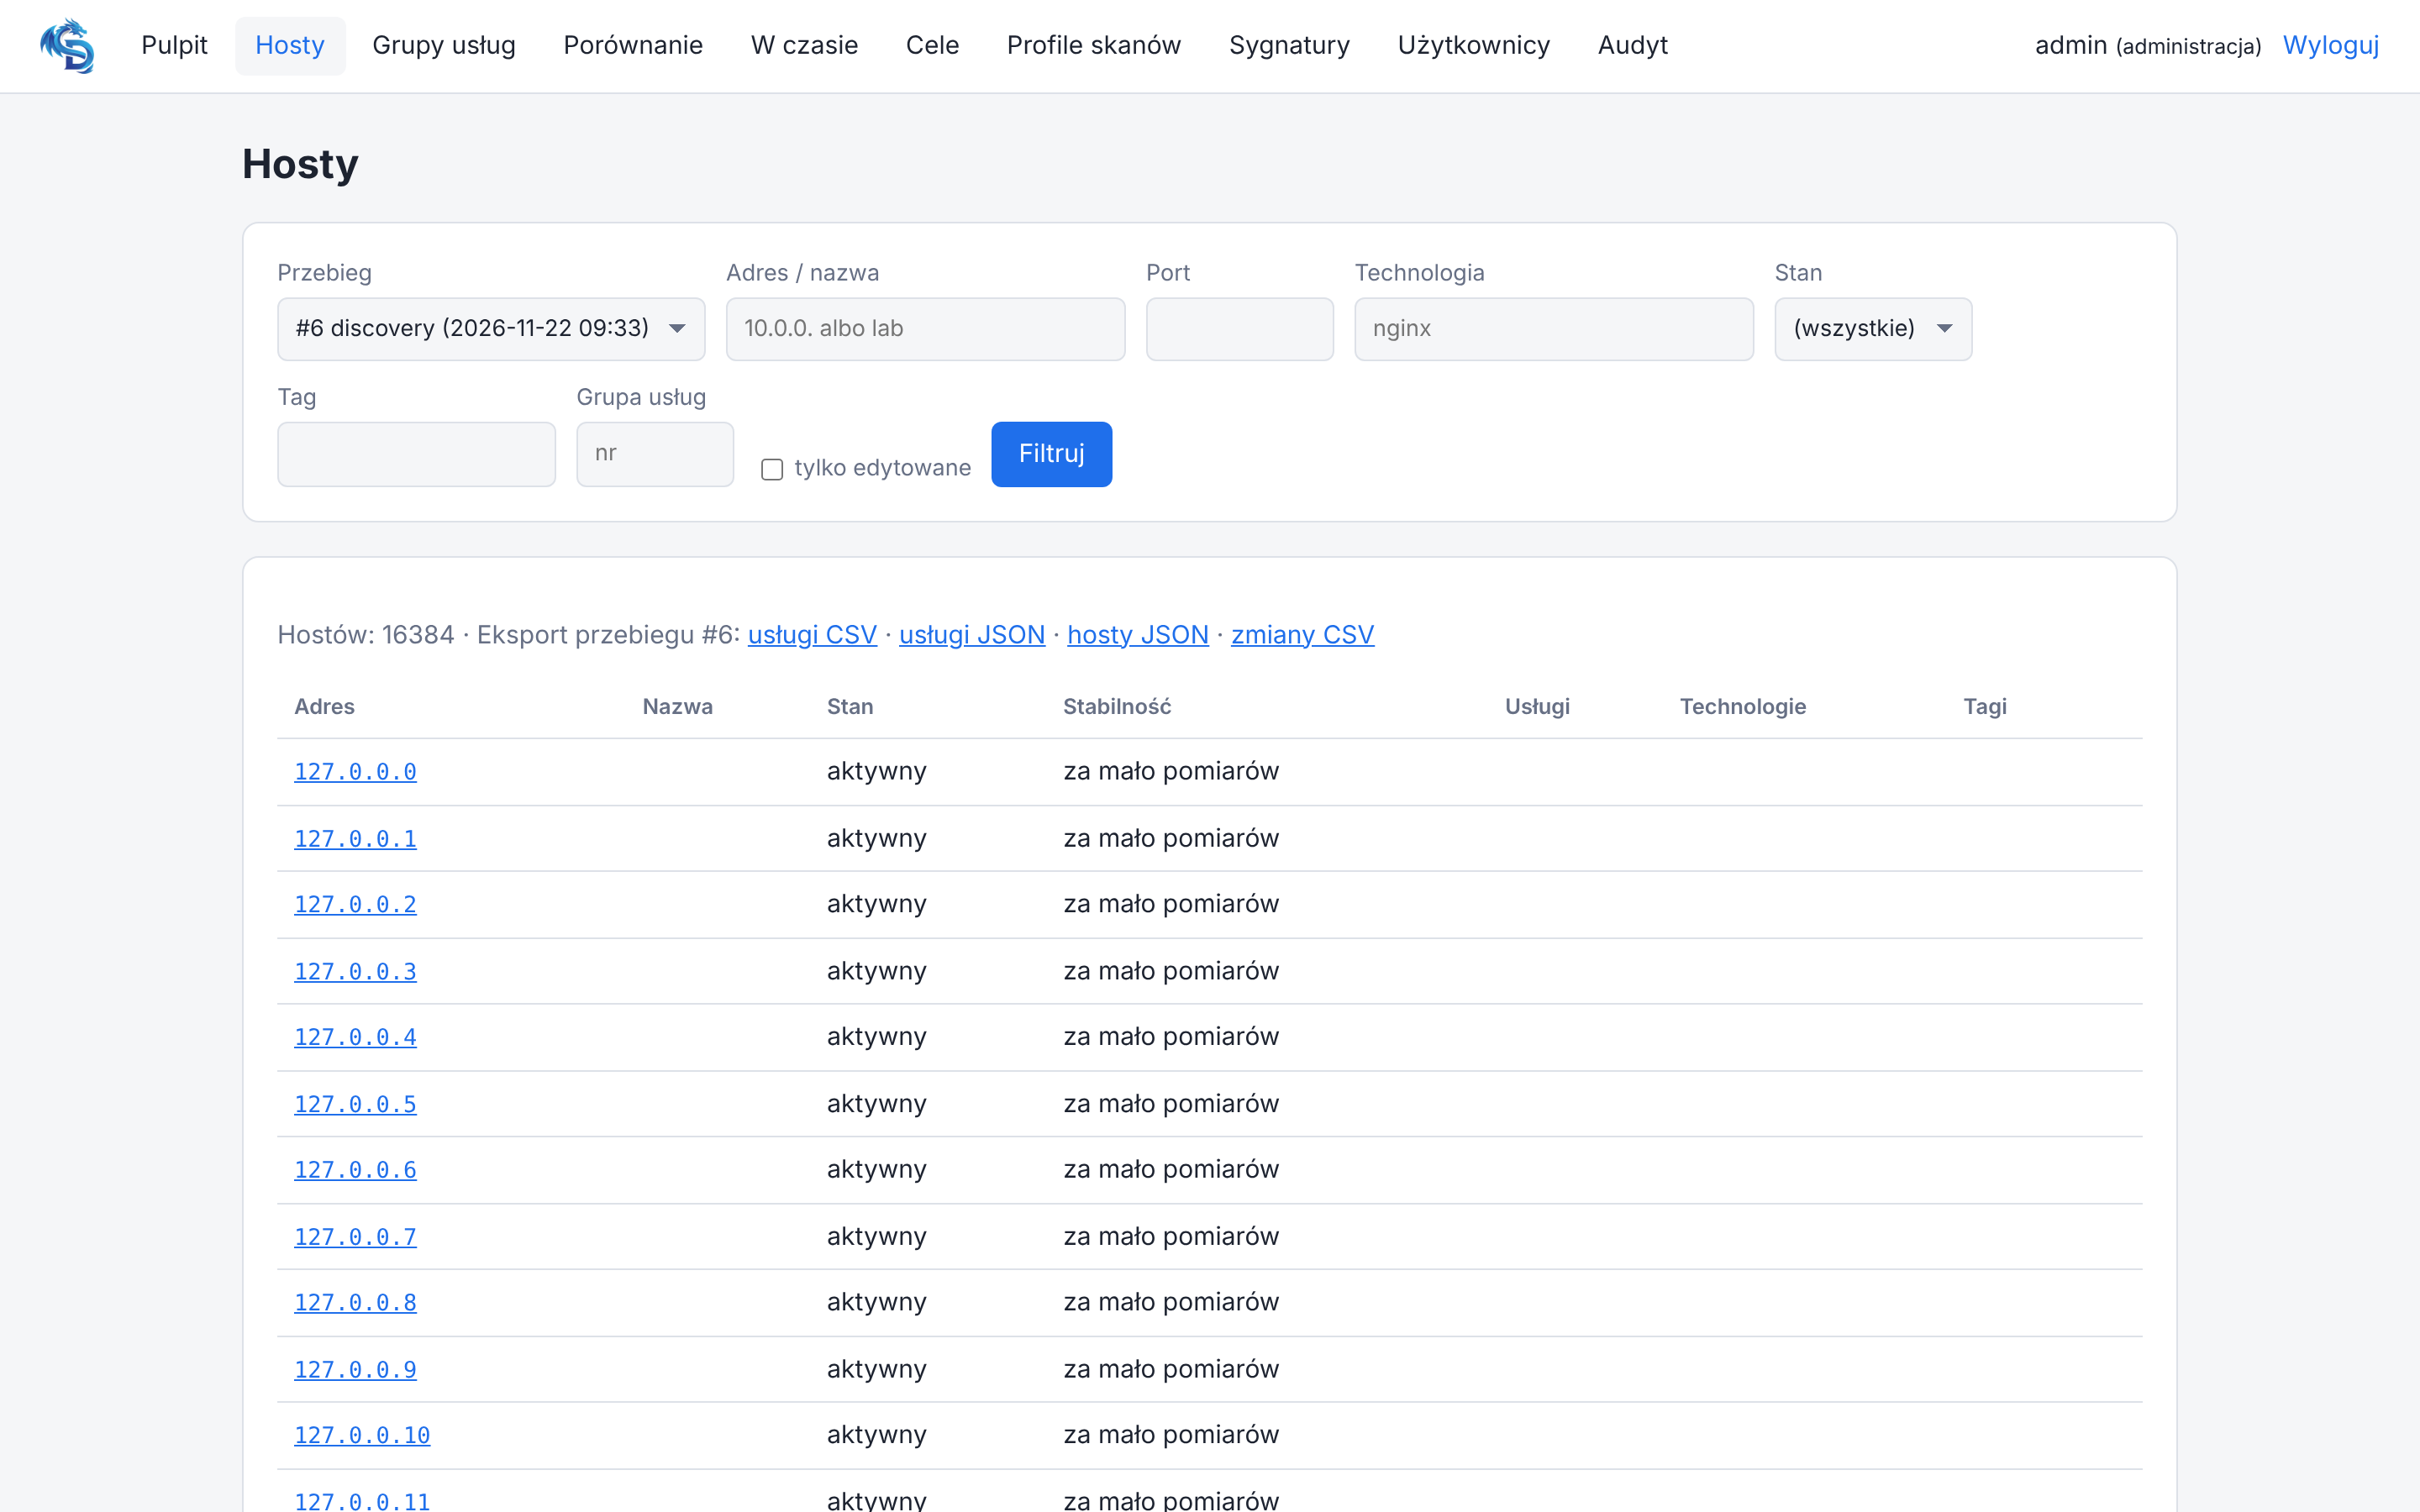 Pulpit Hosty Grupy usług Porównanie W czasie Cele Profile skanów Sygnatury Użytkownicy Audyt admin (administracja) Wyloguj
Hosty
Przebieg Adres / nazwa Port Technologia Stan
#6 discovery (2026-11-22 09:33) 10.0.0. albo lab nginx (wszystkie)
Tag Grupa usług
nr tylko edytowane Filtruj
Hostów: 16384 · Eksport przebiegu #6: usługi CSV · usługi JSON · hosty JSON · zmiany CSV
Adres Nazwa Stan Stabilność Usługi Technologie Tagi
127.0.0.0 aktywny za mało pomiarów
127.0.0.1 aktywny za mało pomiarów
127.0.0.2 aktywny za mało pomiarów
127.0.0.3 aktywny za mało pomiarów
127.0.0.4 aktywny za mało pomiarów
127.0.0.5 aktywny za mało pomiarów
127.0.0.6 aktywny za mało pomiarów
127.0.0.7 aktywny za mało pomiarów
127.0.0.8 aktywny za mało pomiarów
127.0.0.9 aktywny za mało pomiarów
127.0.0.10 aktywny za mało pomiarów
127.0.0.11 aktywny za mało pomiarów